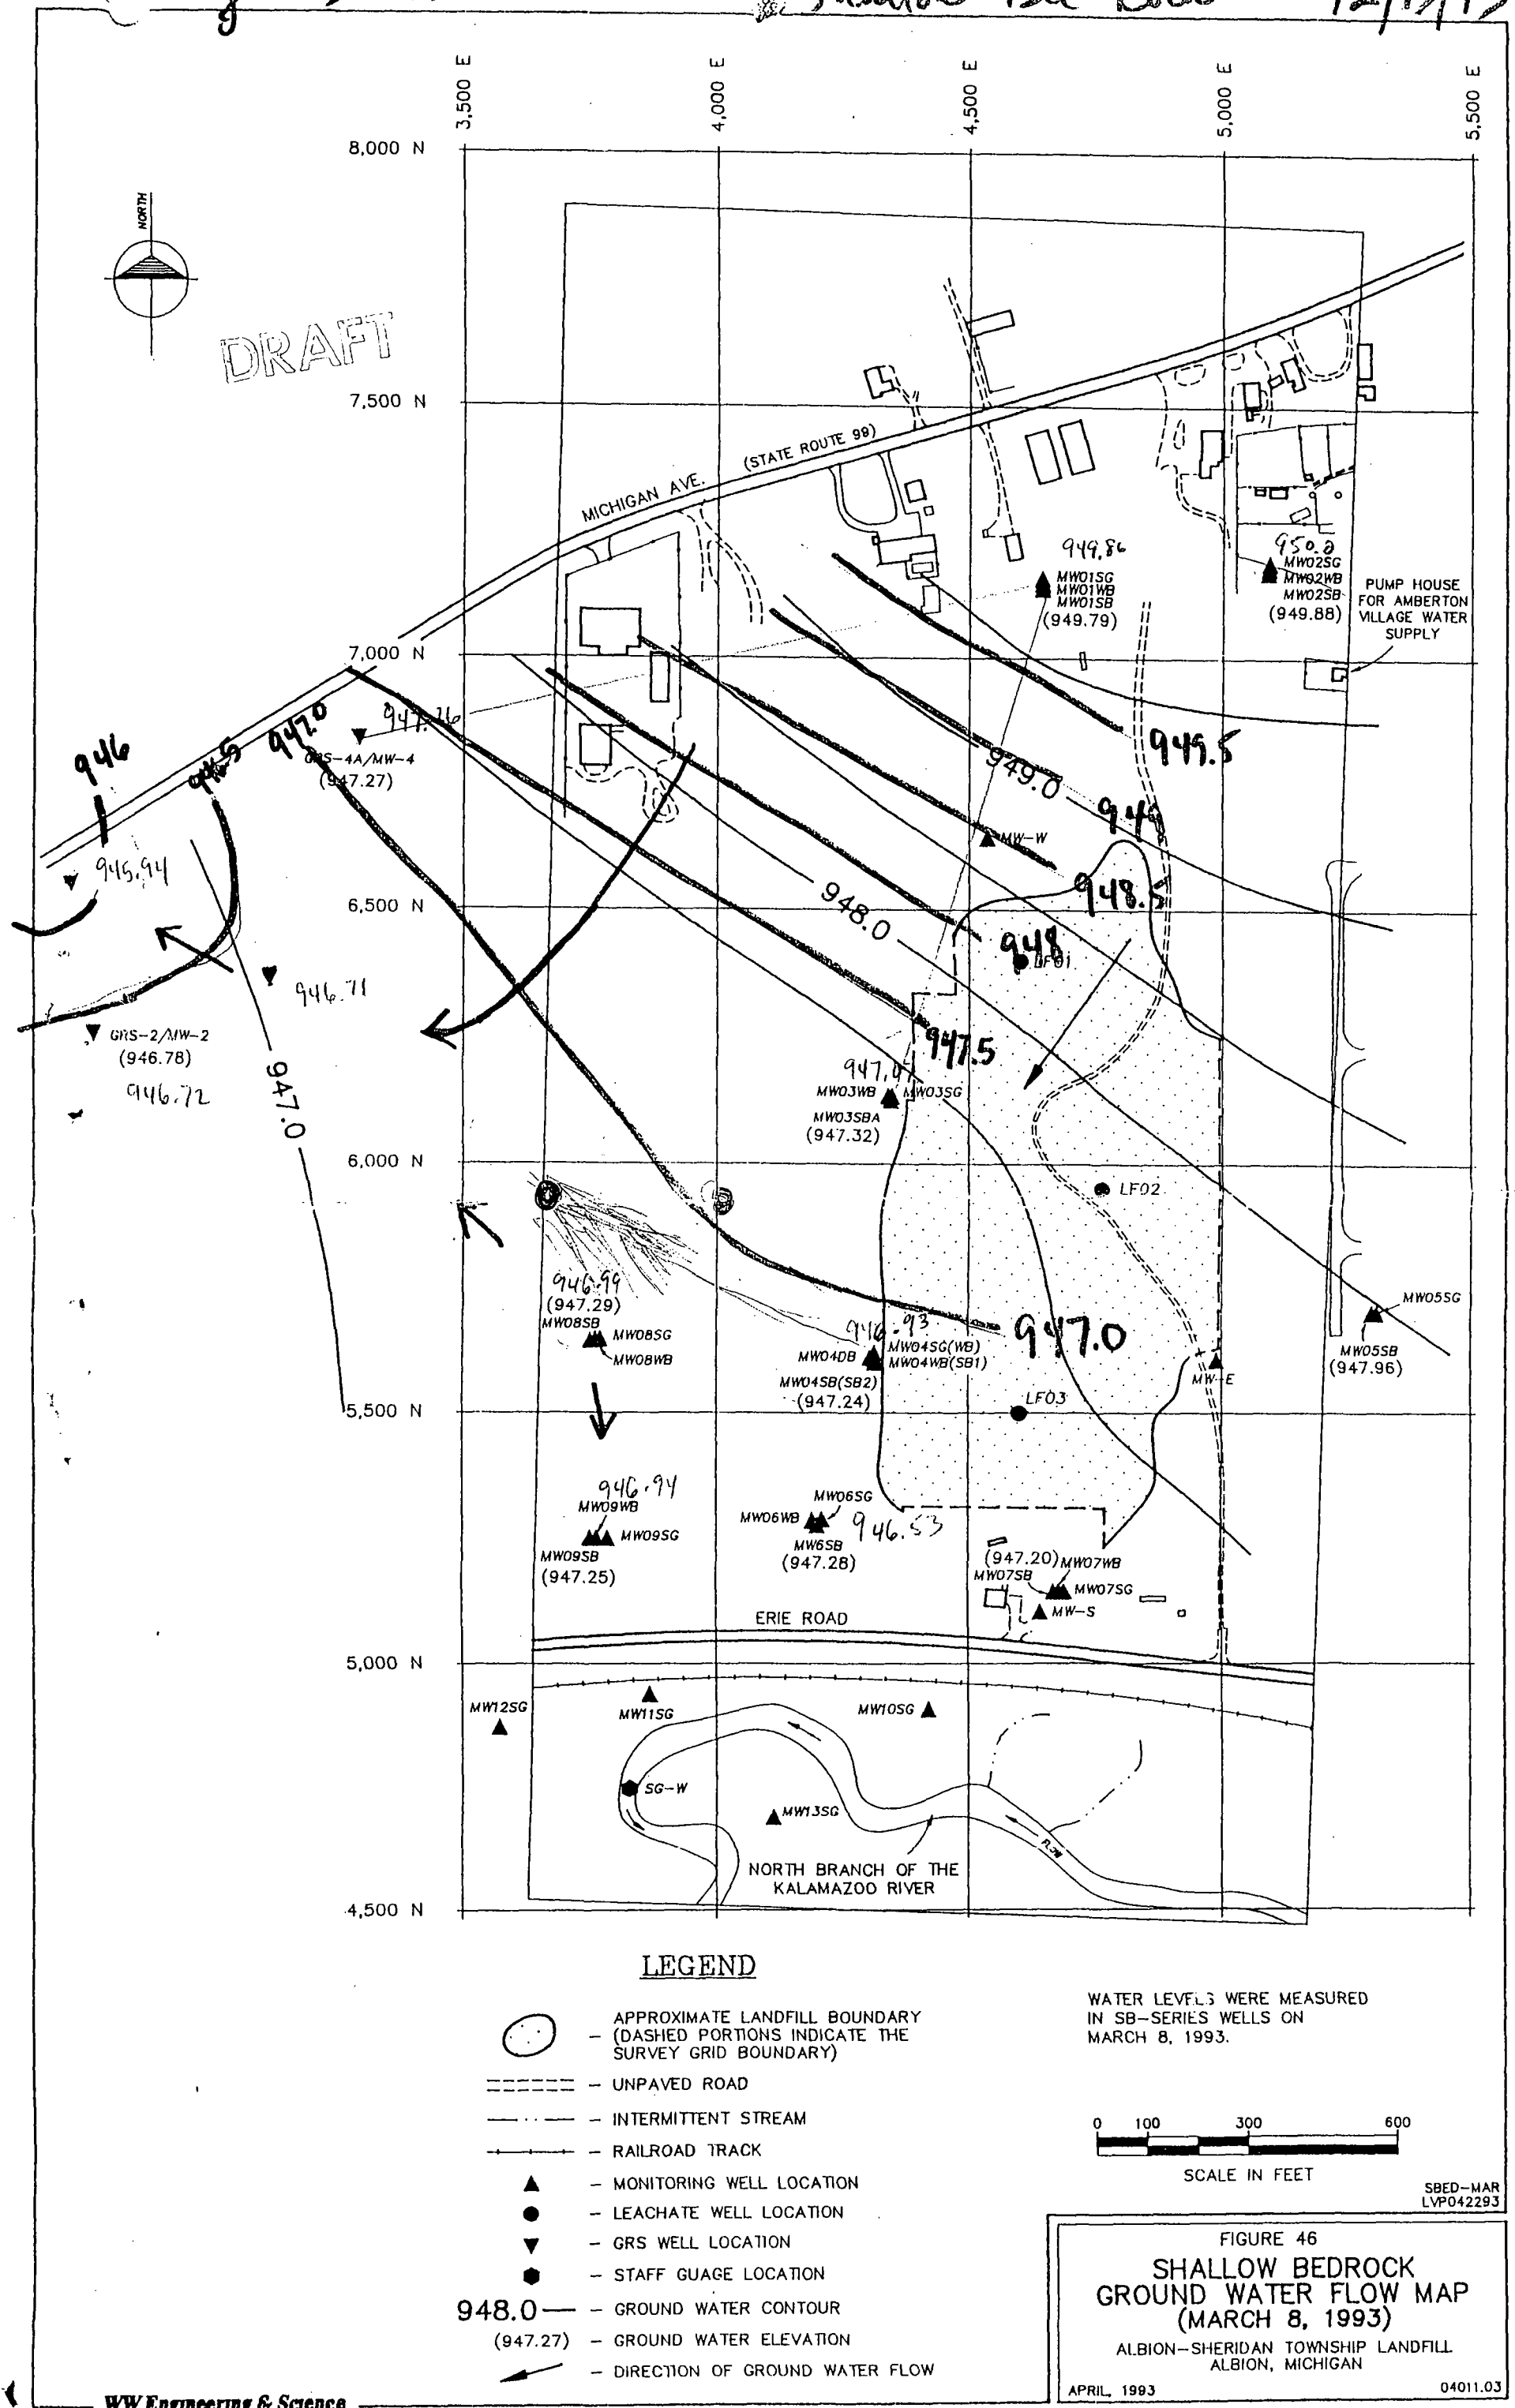 12/13/93
3,500 E
4,000 E
4,500 E
5,000 E
5,500 E
8,000 N
NORTH
DRAFT
7,500 N
(STATE ROUTE 99)
MICHIGAN AVE.
949.86
MW01SG
MW01WB
MW01SB
(949.79)
950.0
MW02SG
MW02WB
MW02SB
(949.88)
PUMP HOUSE
FOR AMBERTON
VILLAGE WATER
SUPPLY
7,000 N
946
946.5
947.0
947.26
GRS-4A/MW-4
(947.27)
949.5
949.0
949
MW-W
948.5
948.0
948
945.94
6,500 N
LF01
946.71
947.5
GRS-2/MW-2
(946.78)
946.72
947.0
MW03WB
MW03SG
MW03SBA
(947.32)
6,000 N
LF02
946.99
(947.29)
MW08SB
MW08SG
MW08WB
946.93
MW04SG(WB)
MW04DB
MW04WB(SB1)
MW04SB(SB2)
(947.24)
947.0
MW05SG
MW05SB
(947.96)
MW-E
5,500 N
LF03
946.94
MW09WB
MW09SG
MW09SB
(947.25)
MW06SG
MW06WB
946.53
MW6SB
(947.28)
(947.20)
MW07WB
MW07SB
MW07SG
MW-S
ERIE ROAD
5,000 N
MW12SG
MW11SG
MW10SG
SG-W
MW13SG
FLOW
NORTH BRANCH OF THE
KALAMAZOO RIVER
4,500 N
LEGEND
APPROXIMATE LANDFILL BOUNDARY
- (DASHED PORTIONS INDICATE THE
SURVEY GRID BOUNDARY)
- UNPAVED ROAD
- INTERMITTENT STREAM
- RAILROAD TRACK
- MONITORING WELL LOCATION
- LEACHATE WELL LOCATION
- GRS WELL LOCATION
- STAFF GUAGE LOCATION
948.0 - GROUND WATER CONTOUR
(947.27) - GROUND WATER ELEVATION
- DIRECTION OF GROUND WATER FLOW
WATER LEVELS WERE MEASURED
IN SB-SERIES WELLS ON
MARCH 8, 1993.
0 100 300 600
SCALE IN FEET
SBED-MAR
LVP042293
FIGURE 46
SHALLOW BEDROCK
GROUND WATER FLOW MAP
(MARCH 8, 1993)
ALBION-SHERIDAN TOWNSHIP LANDFILL
ALBION, MICHIGAN
APRIL, 1993 04011.03
WW Engineering & Science